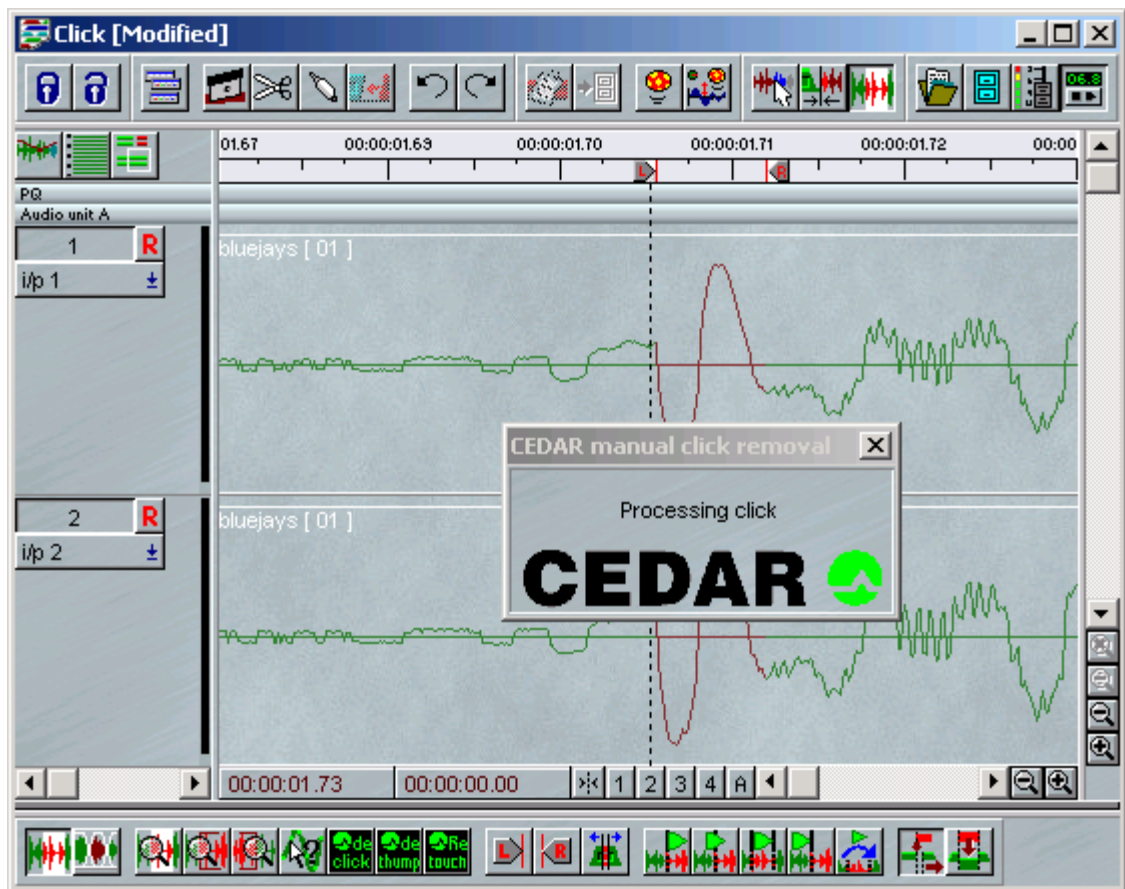 Click [Modified]
06.8
01.67 00:00:01.69 00:00:01.70 00:00:01.71 00:00:01.72 00:00
L R
PQ
Audio unit A
1 R
bluejays [ 01 ]
i/p 1
CEDAR manual click removal
Processing click
CEDAR
2 R
bluejays [ 01 ]
i/p 2
00:00:01.73 00:00:00.00 1 2 3 4 A
de click de thump Re touch L R